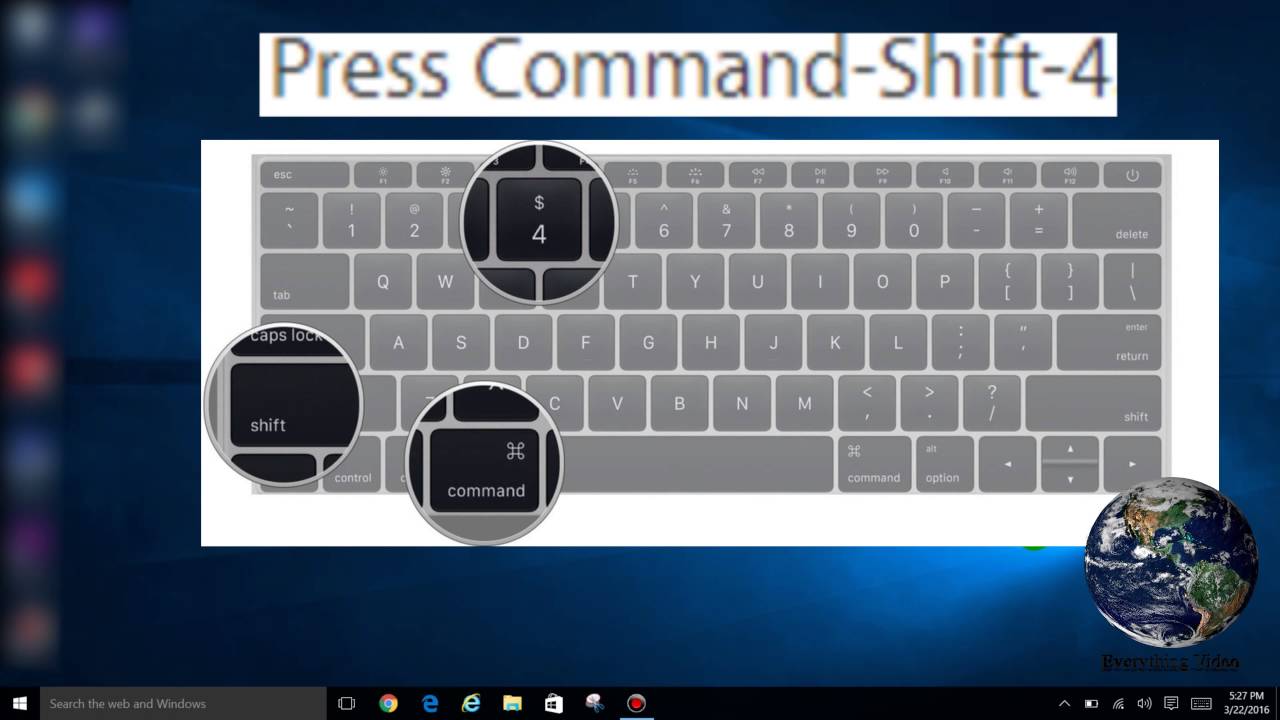 Press Command-Shift-4
esc F1 F2 3 F F5 F6 F7 F8 F9 F10 F11 F12
~ ` ! 1 @ 2 $ 4 ^ 6 & 7 * 8 ( 9 ) 0 — - + = delete
tab Q W T Y U I O P { [ } ] | \
caps lock A S D F G H J K L : ; " ' enter return
shift C V B N M < , > . ? / shift
control ⌘ command ⌘ command alt option
Everything Video
Search the web and Windows
5:27 PM
3/22/2016